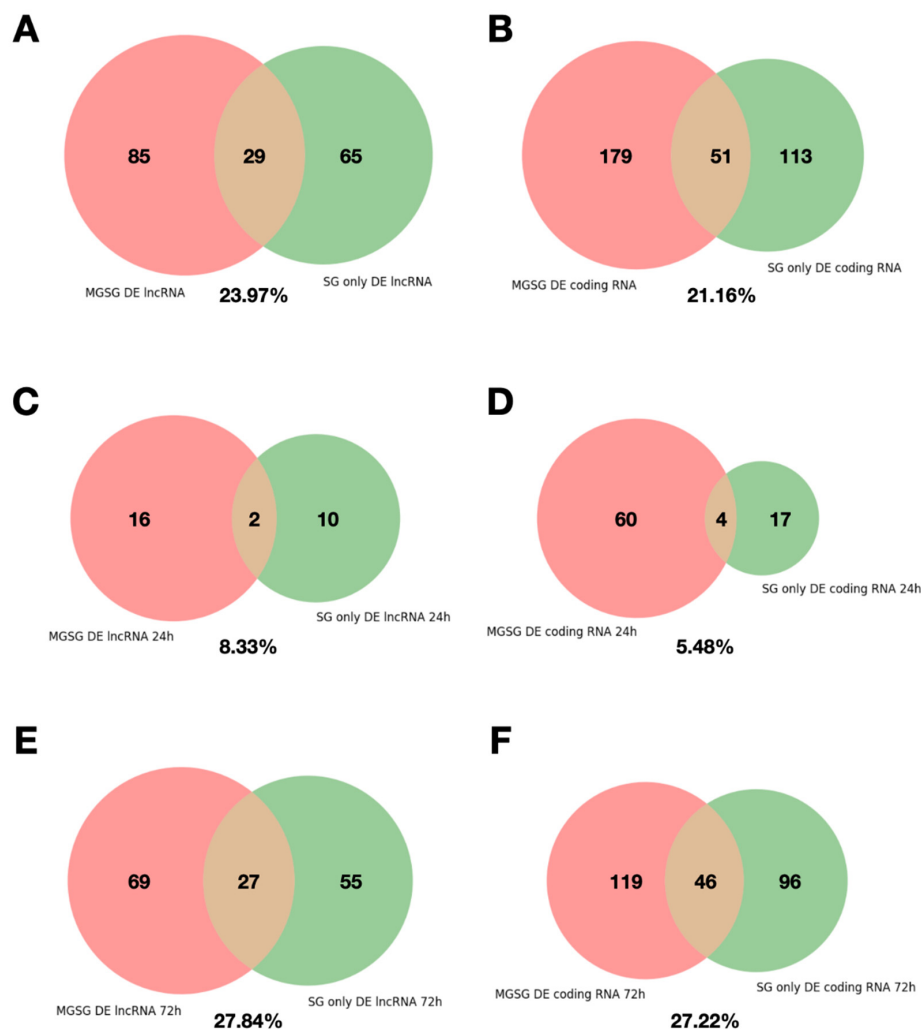 A
B
85
29
65
179
51
113
MGSG DE lncRNA
23.97%
SG only DE lncRNA
MGSG DE coding RNA
21.16%
SG only DE coding RNA
C
D
16
2
10
60
4
17
MGSG DE lncRNA 24h
8.33%
SG only DE lncRNA 24h
MGSG DE coding RNA 24h
5.48%
SG only DE coding RNA 24h
E
F
69
27
55
119
46
96
MGSG DE lncRNA 72h
27.84%
SG only DE lncRNA 72h
MGSG DE coding RNA 72h
27.22%
SG only DE coding RNA 72h